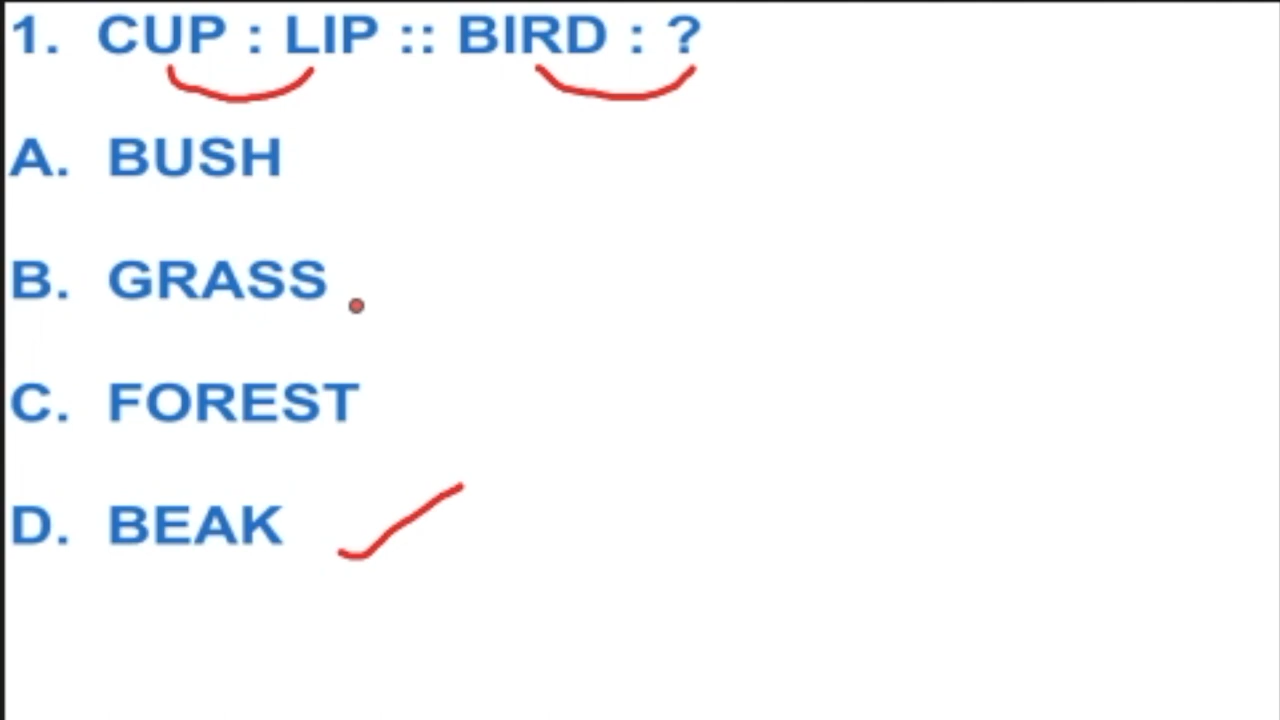 1. CUP : LIP :: BIRD : ?
A. BUSH
B. GRASS
C. FOREST
D. BEAK